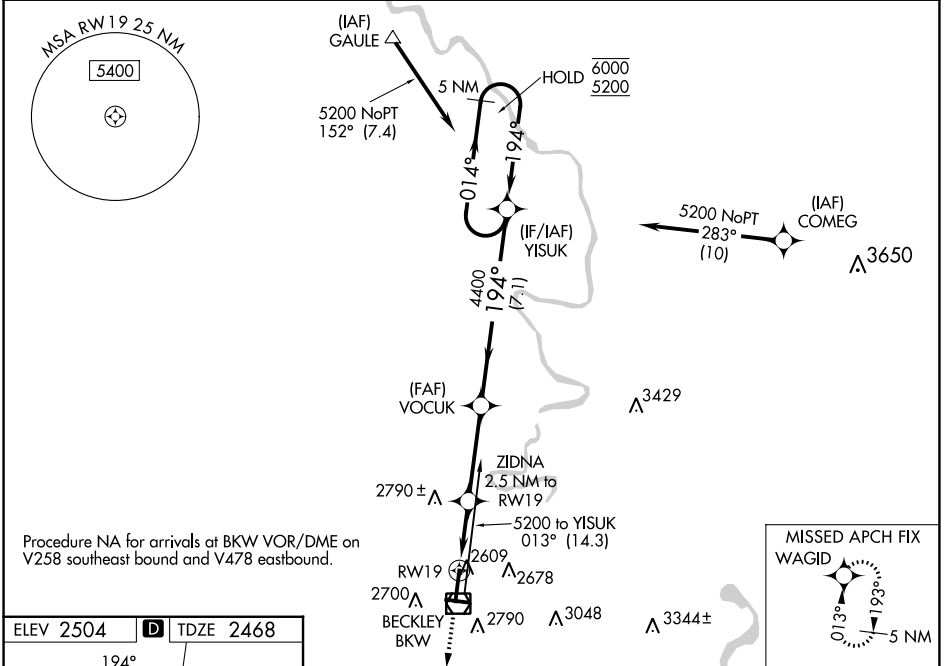 MSA RW19 25 NM
5400
(IAF)
GAULE
5200 NoPT
152° (7.4)
5 NM
HOLD
6000
5200
014°
194°
(IF/IAF)
YISUK
5200 NoPT
283°
(10)
(IAF)
COMEG
3650
4400
194°
(7.1)
(FAF)
VOCUK
3429
ZIDNA
2.5 NM to
RW19
2790 ±
5200 to YISUK
013° (14.3)
Procedure NA for arrivals at BKW VOR/DME on
V258 southeast bound and V478 eastbound.
RW19
2609
2678
2700
BECKLEY
BKW
2790
3048
3344±
MISSED APCH FIX
WAGID
013°
193°
5 NM
ELEV 2504
D
TDZE 2468
194°